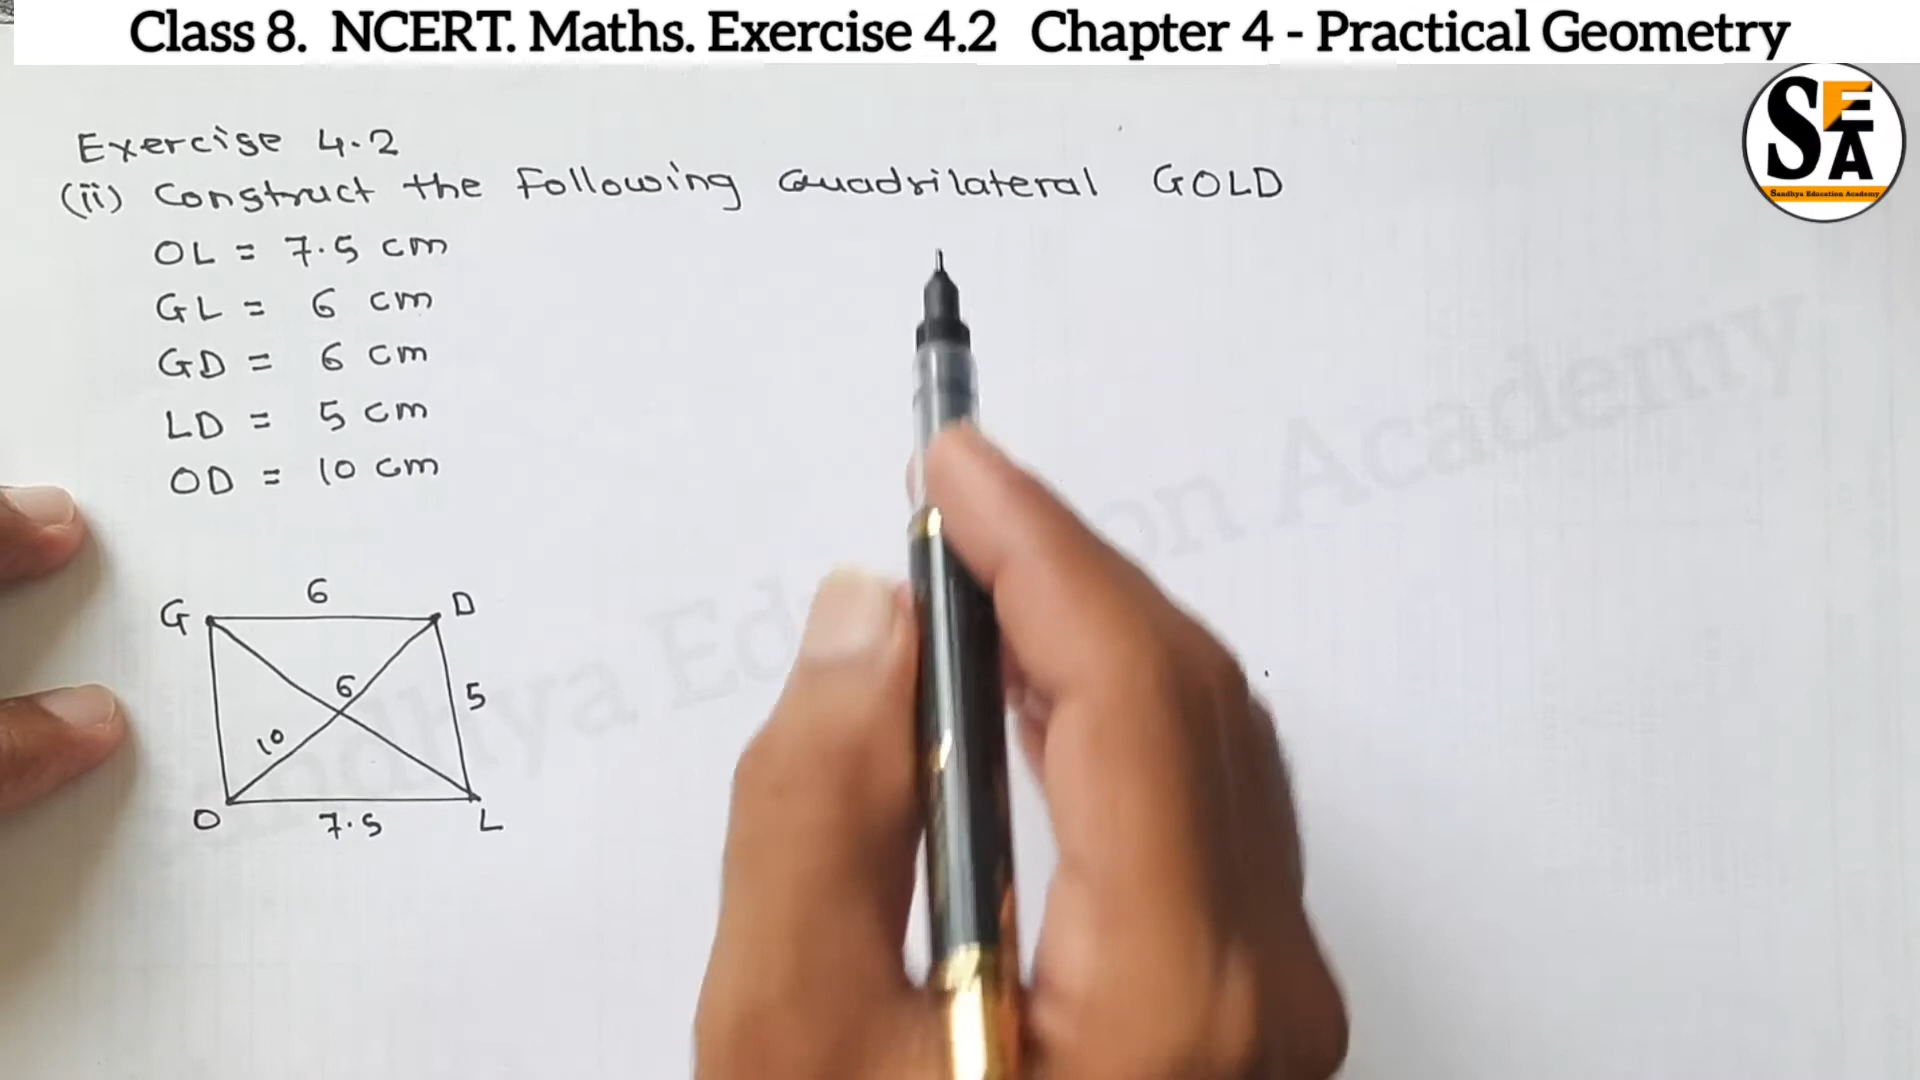 Class 8. NCERT. Maths. Exercise 4.2 Chapter 4 - Practical Geometry
SEA
Sandhya Education Academy
Exercise 4.2
(ii) Construct the Following Quadrilateral GOLD
OL = 7.5 cm
GL = 6 cm
GD = 6 cm
LD = 5 cm
OD = 10 cm
6
G D
6
5
10
O 7.5 L
Sandhya Education Academy